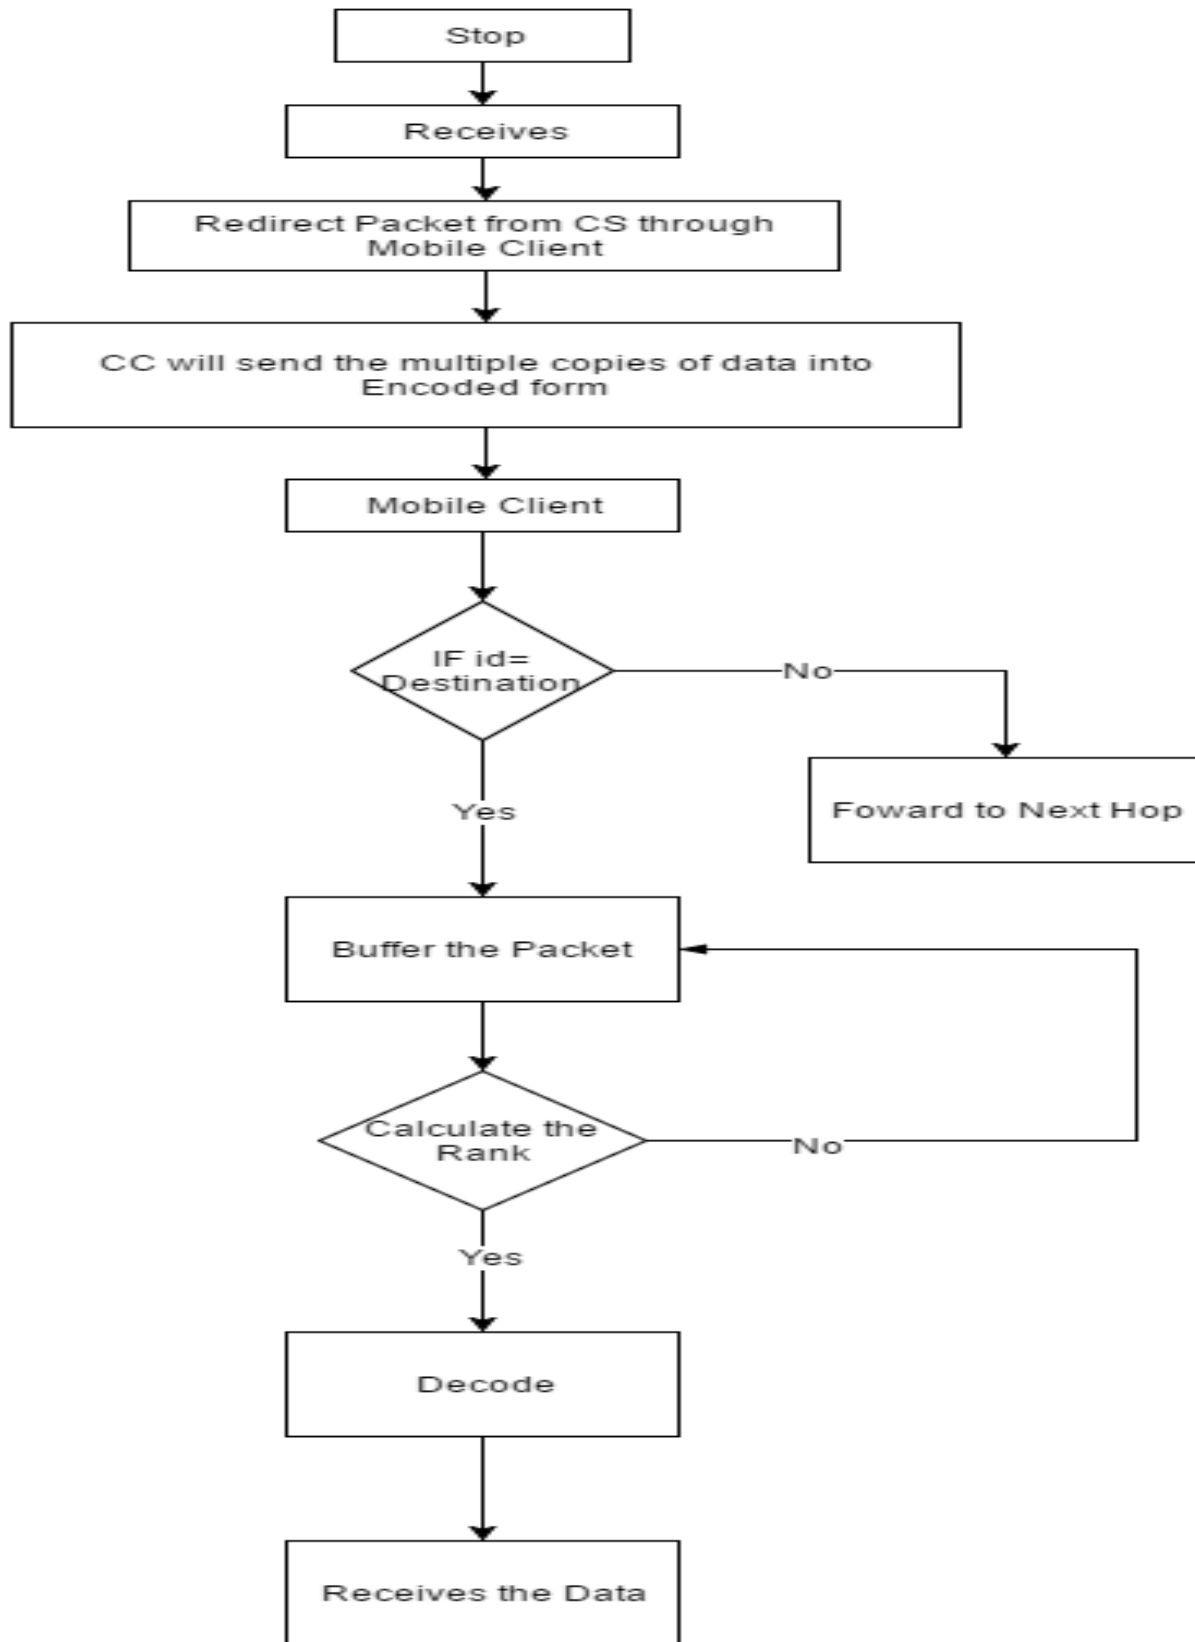 Stop
Receives
Redirect Packet from CS through
Mobile Client
CC will send the multiple copies of data into
Encoded form
Mobile Client
IF id=
Destination
No
Foward to Next Hop
Yes
Buffer the Packet
Calculate the
Rank
No
Yes
Decode
Receives the Data